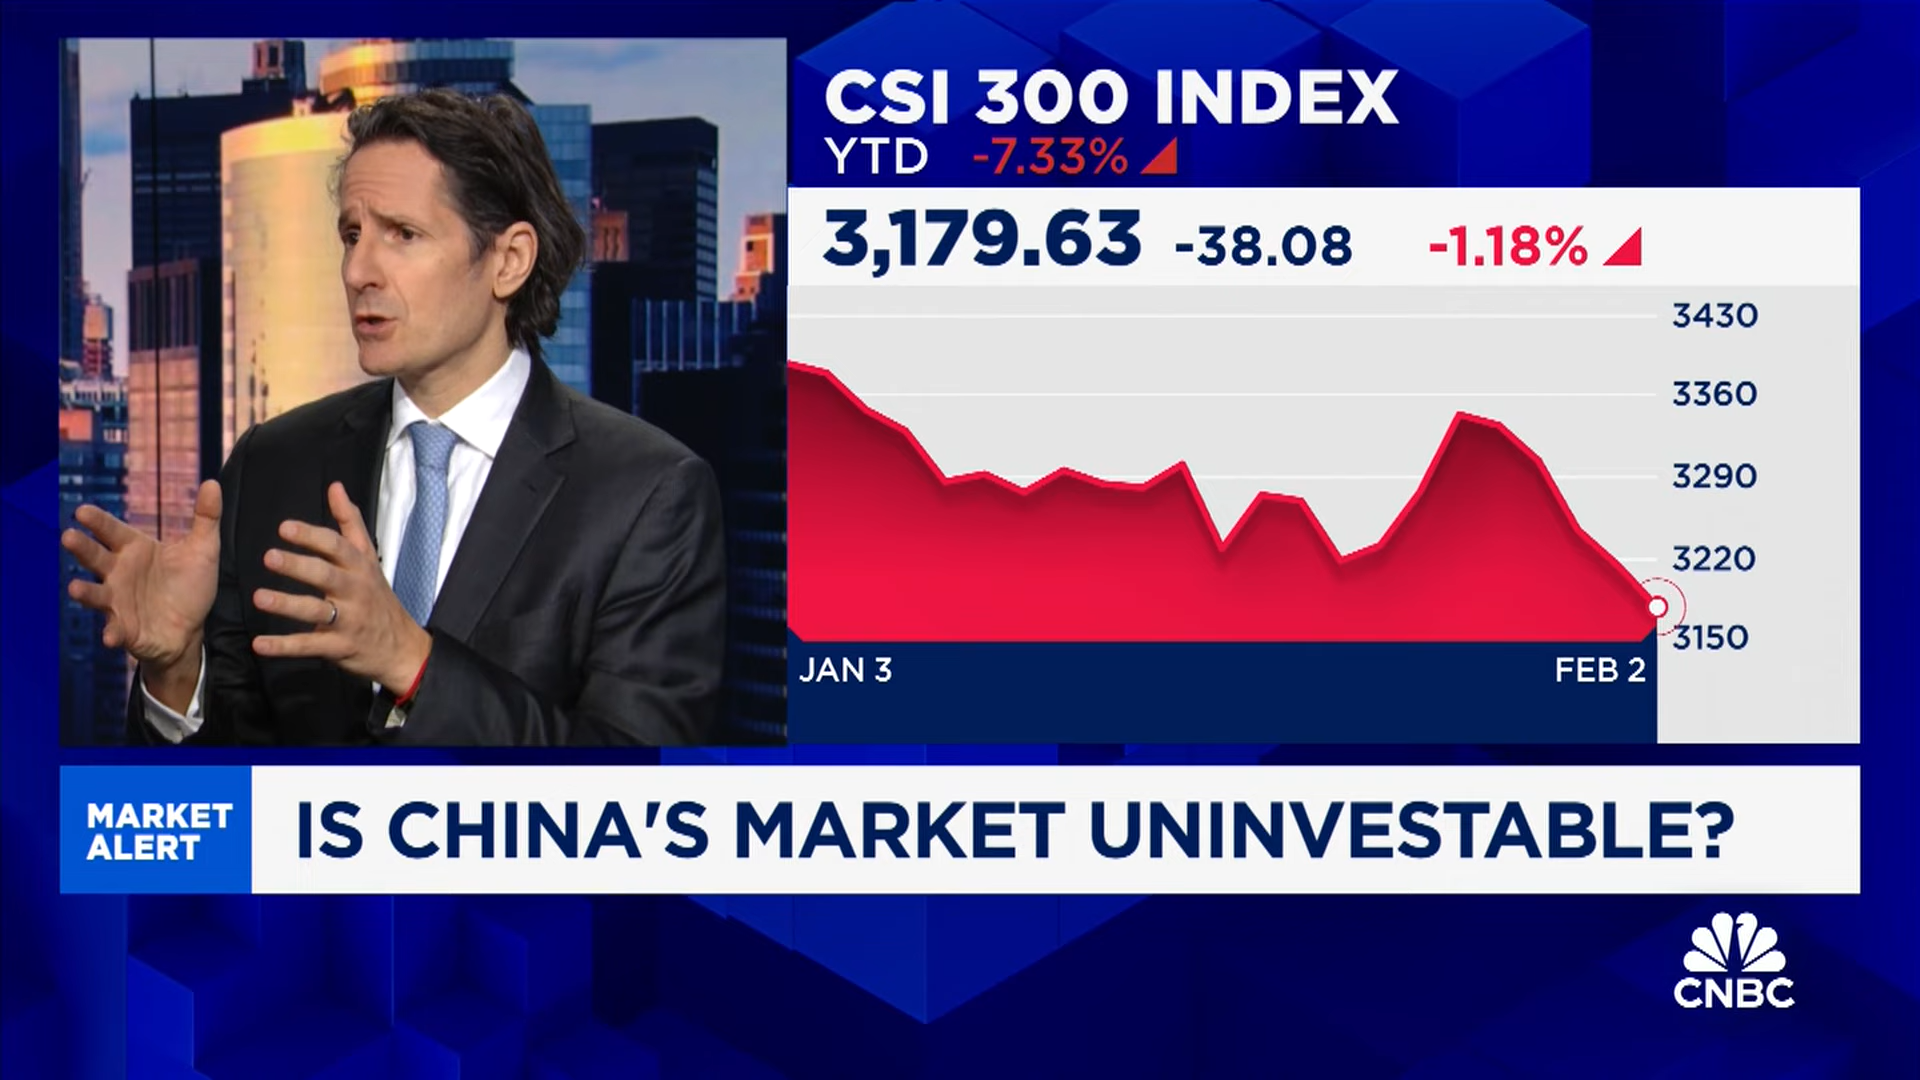 CSI 300 INDEX
YTD -7.33%
3,179.63 -38.08 -1.18%
3430
3360
3290
3220
3150
JAN 3 FEB 2
MARKET
ALERT
IS CHINA'S MARKET UNINVESTABLE?
CNBC